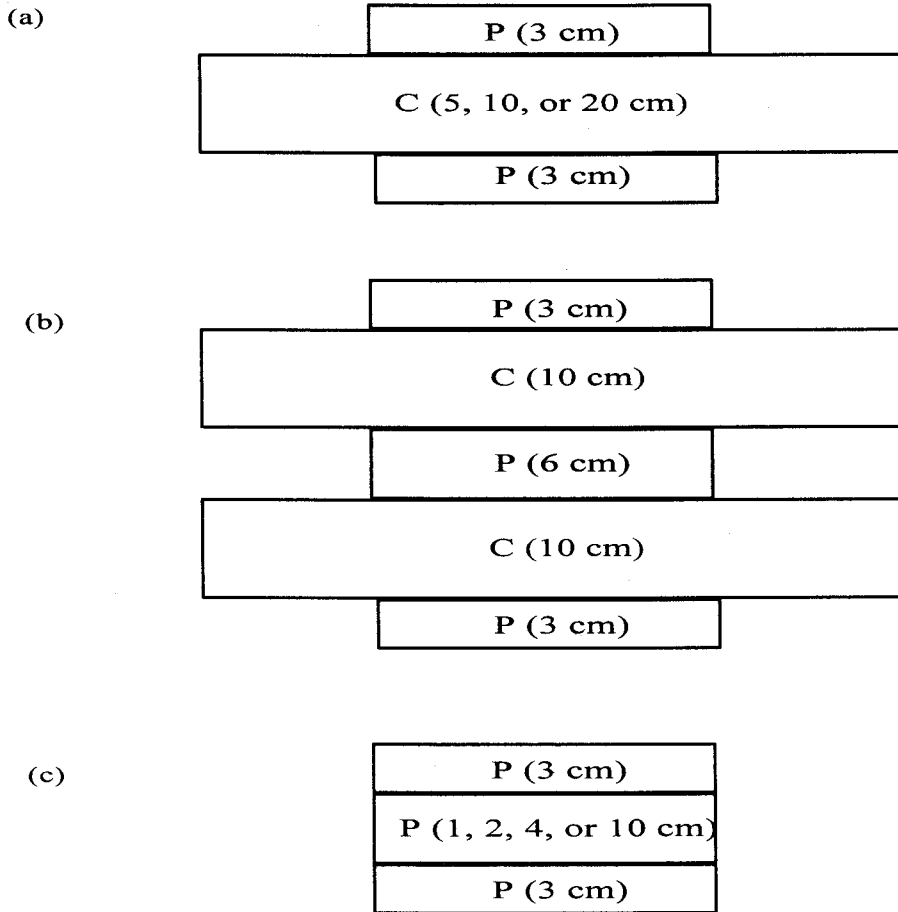 (a)
P (3 cm)
C (5, 10, or 20 cm)
P (3 cm)
(b)
P (3 cm)
C (10 cm)
P (6 cm)
C (10 cm)
P (3 cm)
(c)
P (3 cm)
P (1, 2, 4, or 10 cm)
P (3 cm)